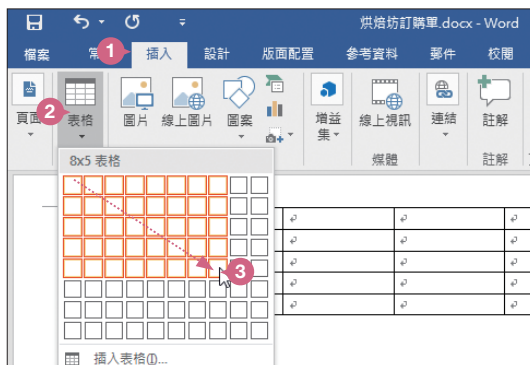 烘焙坊訂購單.docx - Word
檔案 常 1 插入 設計 版面配置 參考資料 郵件 校閱
2
頁面 表格 圖片 線上圖片 圖案 增益集 線上視訊 連結 註解
媒體 註解
8x5 表格
3
插入表格(I)...